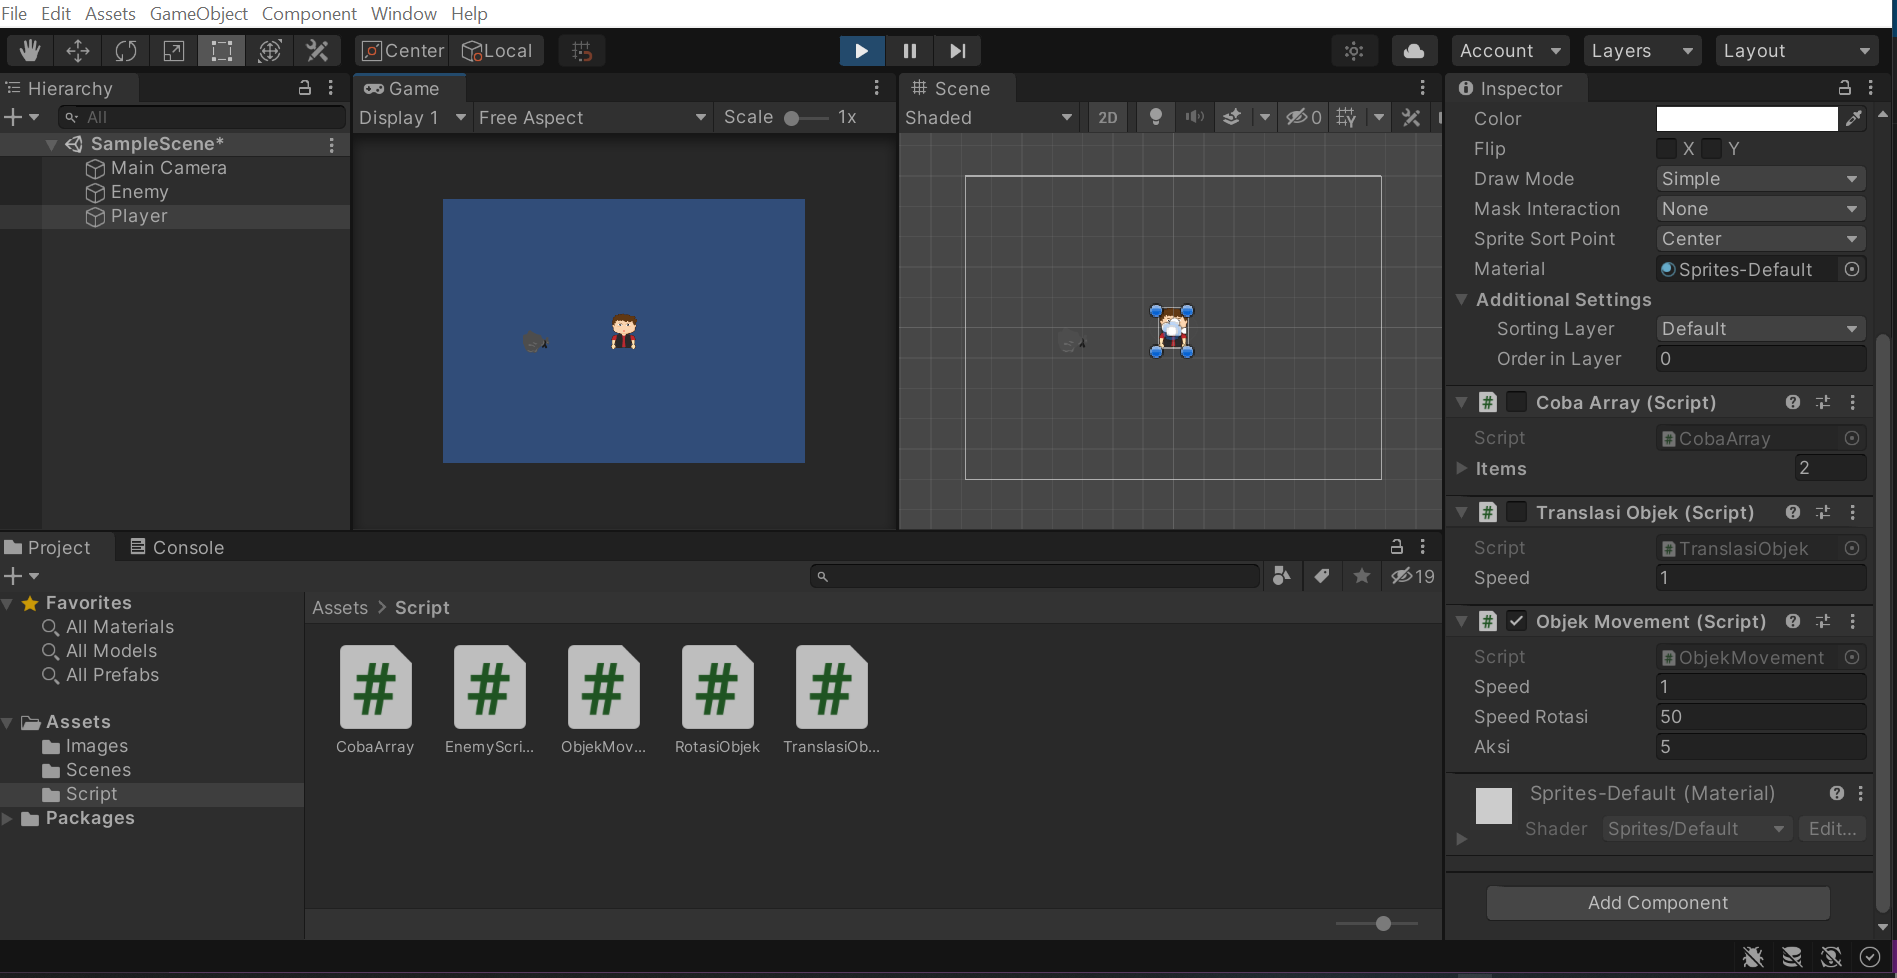 File Edit Assets GameObject Component Window Help
Center Local Account Layers Layout
Hierarchy
All
SampleScene*
Main Camera
Enemy
Player
Game
Display 1 Free Aspect Scale 1x
Scene
Shaded 2D 0
Inspector
Color
Flip X Y
Draw Mode Simple
Mask Interaction None
Sprite Sort Point Center
Material Sprites-Default
Additional Settings
Sorting Layer Default
Order in Layer 0
# Coba Array (Script)
Script # CobaArray
Items 2
# Translasi Objek (Script)
Script # TranslasiObjek
Speed 1
# Objek Movement (Script)
Script # ObjekMovement
Speed 1
Speed Rotasi 50
Aksi 5
Sprites-Default (Material)
Shader Sprites/Default Edit...
Add Component
Project Console
19
Favorites
All Materials
All Models
All Prefabs
Assets
Images
Scenes
Script
Packages
Assets > Script
# # # # #
CobaArray EnemyScri... ObjekMov... RotasiObjek TranslasiOb...